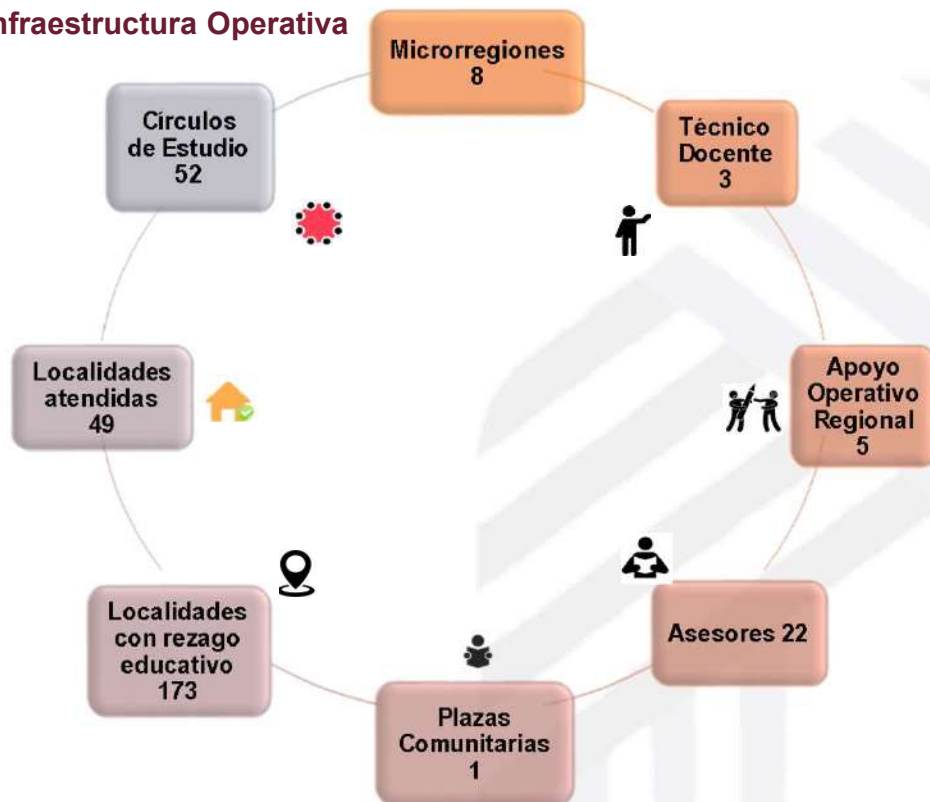 nfraestructura Operativa
Microrregiones
8
Técnico
Docente
3
Apoyo
Operativo
Regional
5
Asesores 22
Plazas
Comunitarias
1
Localidades
con rezago
educativo
173
Localidades
atendidas
49
Círculos
de Estudio
52